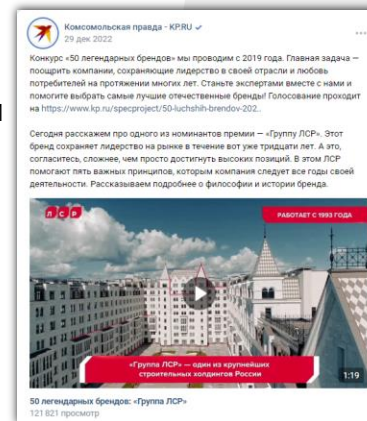 Комсомольская правда - KP.RU
29 дек 2022
Конкурс «50 легендарных брендов» мы проводим с 2019 года. Главная задача —
поощрить компании, сохраняющие лидерство в своей отрасли и любовь
потребителей на протяжении многих лет. Станьте экспертами вместе с нами и
помогите выбрать самые лучшие отечественные бренды! Голосование проходит
на https://www.kp.ru/specproject/50-luchshih-brendov-202..
Сегодня расскажем про одного из номинантов премии — «Группу ЛСР». Этот
бренд сохраняет лидерство на рынке в течение вот уже тридцати лет. А это,
согласитесь, сложнее, чем просто достигнуть высоких позиций. В этом ЛСР
помогают пять важных принципов, которым компания следует все годы своей
деятельности. Рассказываем подробнее о философии и истории бренда.
ЛСР
РАБОТАЕТ С 1993 ГОДА
«Группа ЛСР» — один из крупнейших
строительных холдингов России
1:19
50 легендарных брендов: «Группа ЛСР»
121 821 просмотр